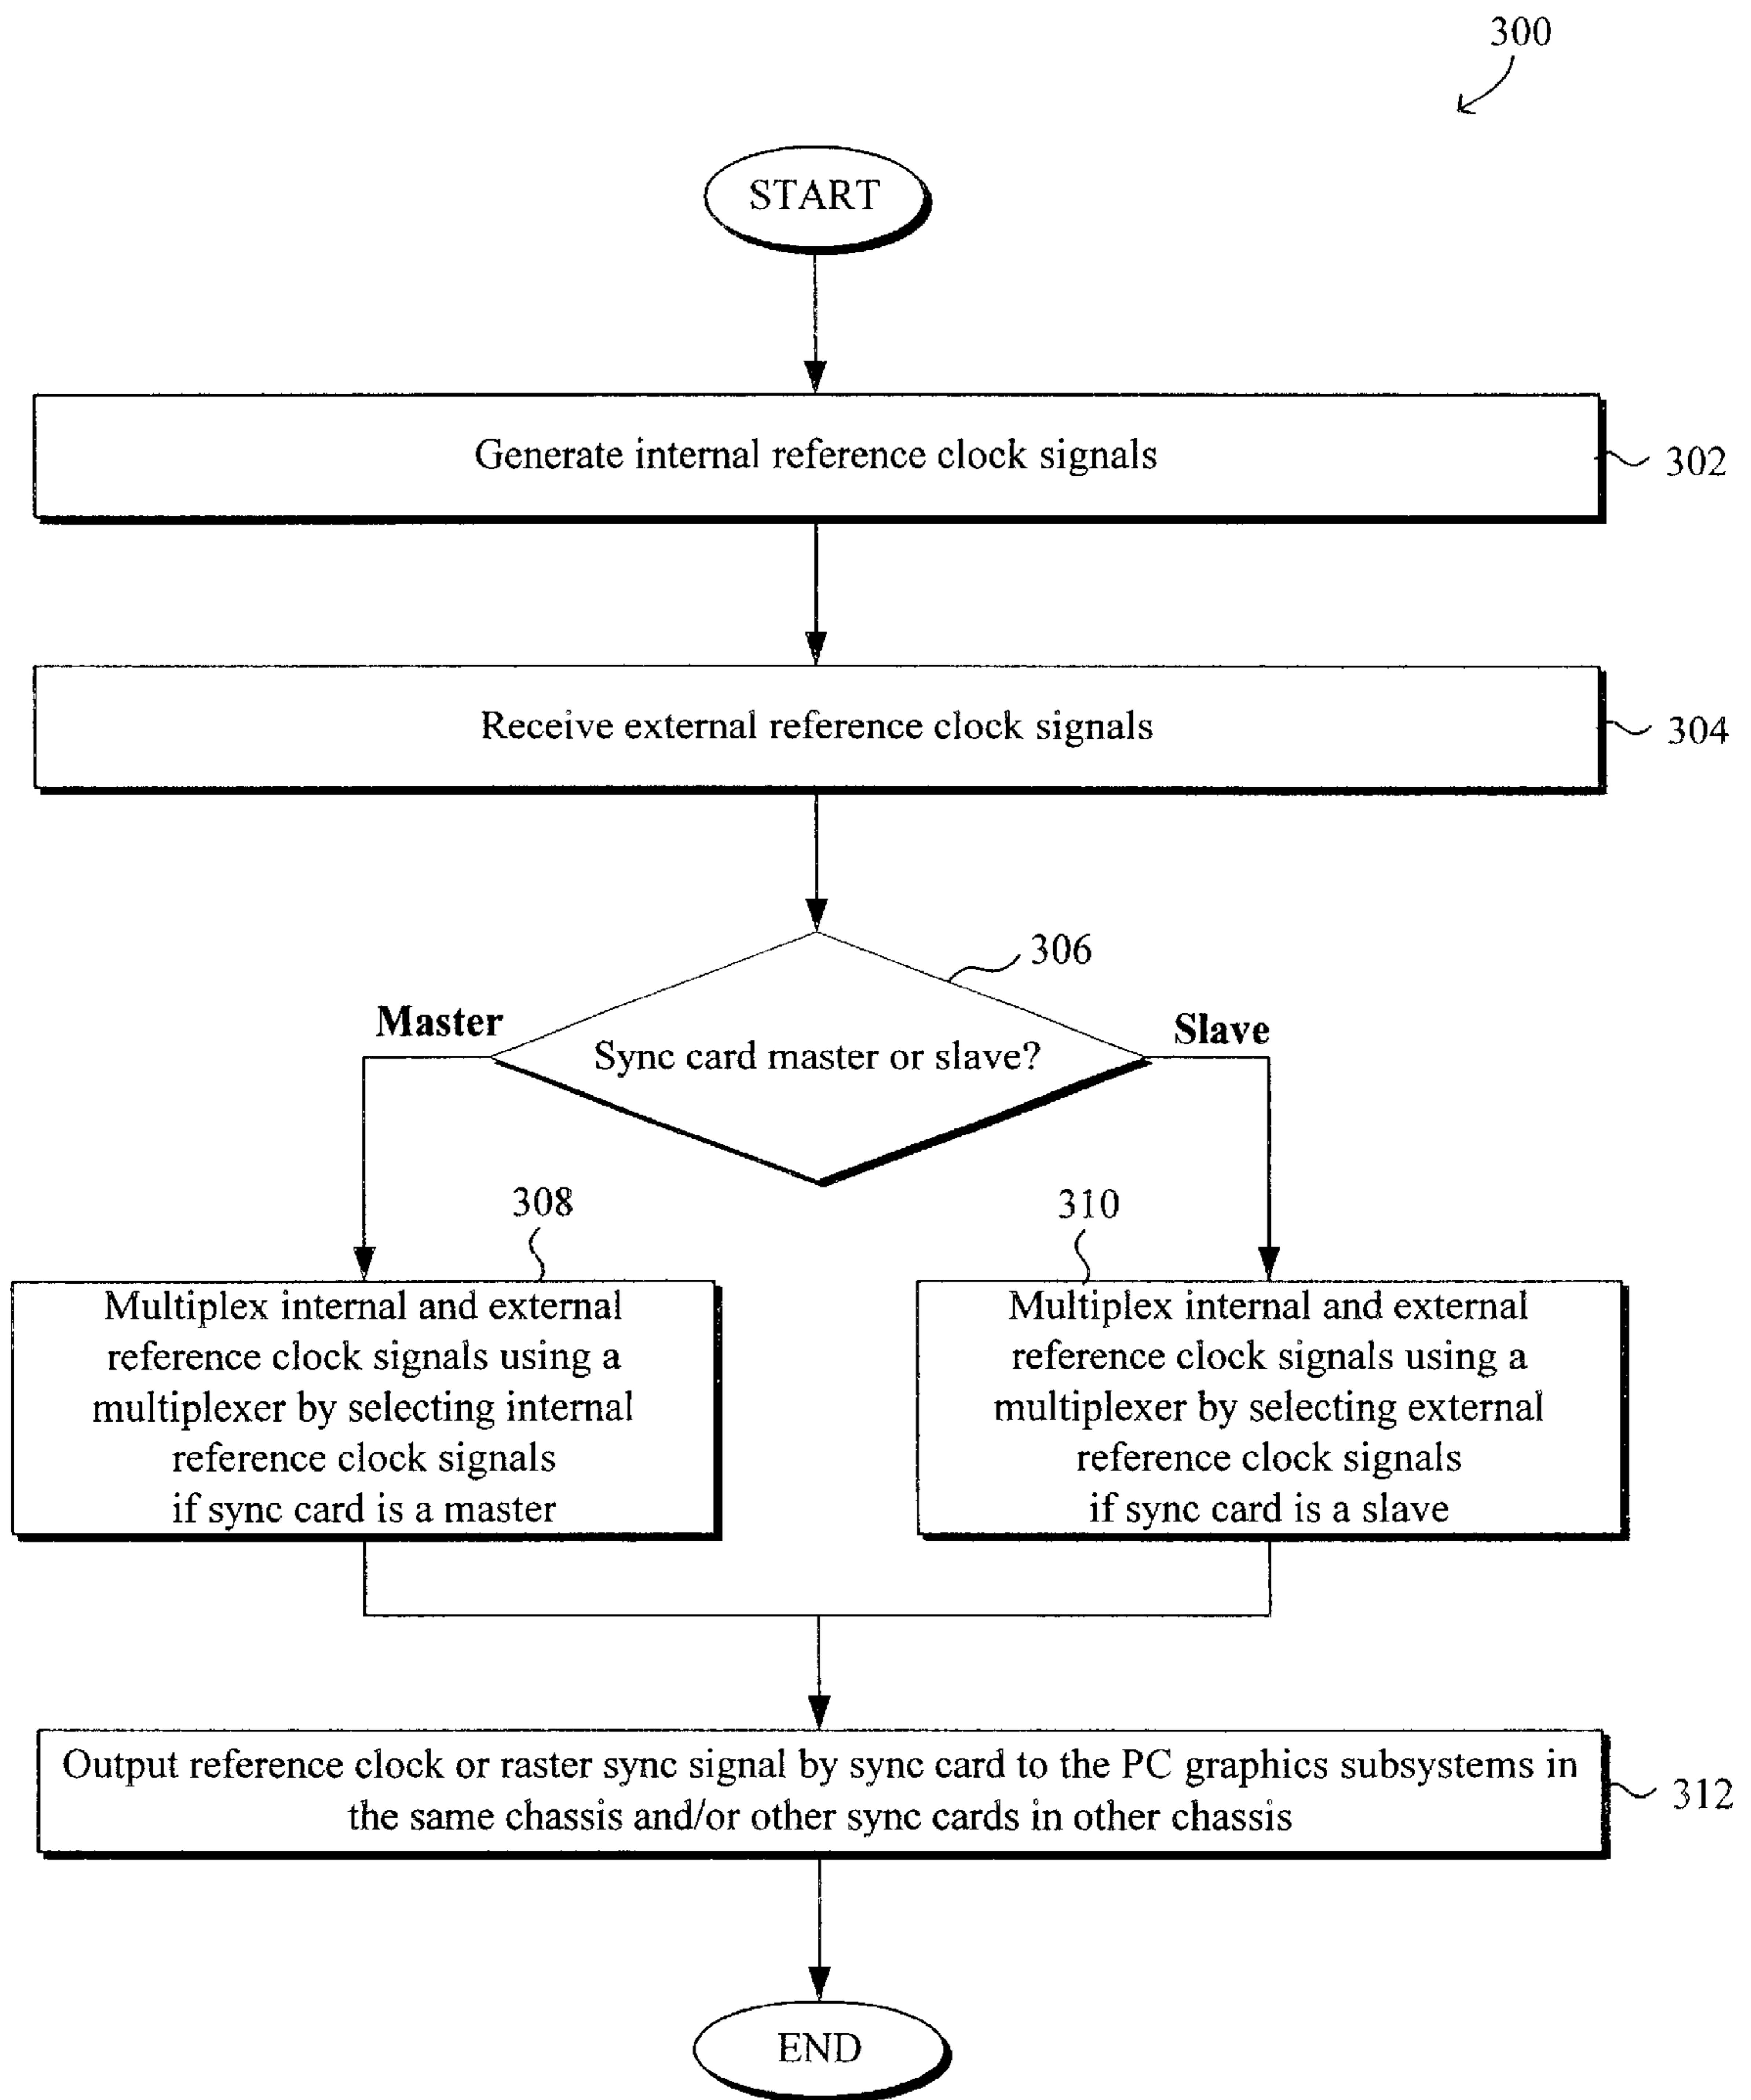 300
START
Generate internal reference clock signals
302
Receive external reference clock signals
304
306
Master
Slave
Sync card master or slave?
308
310
Multiplex internal and external
reference clock signals using a
multiplexer by selecting internal
reference clock signals
if sync card is a master
Multiplex internal and external
reference clock signals using a
multiplexer by selecting external
reference clock signals
if sync card is a slave
Output reference clock or raster sync signal by sync card to the PC graphics subsystems in
the same chassis and/or other sync cards in other chassis
312
END